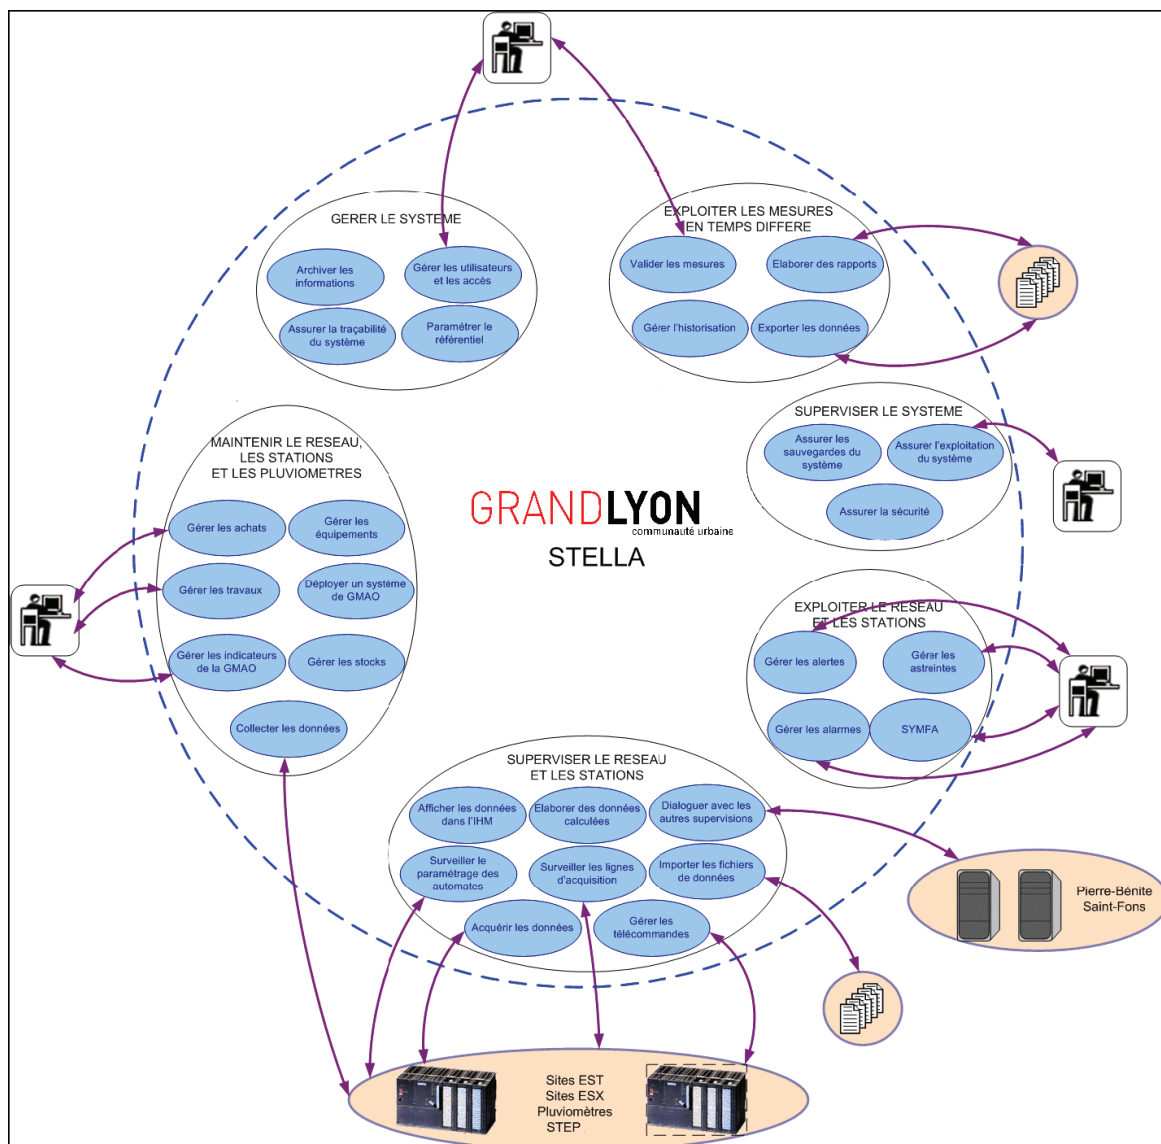 GERER LE SYSTEME
Archiver les
informations
Gérer les utilisateurs
et les accès
Assurer la traçabilité
du système
Paramétrer le
référentiel
EXPLOITER LES MESURES
EN TEMPS DIFFERE
Valider les mesures
Elaborer des rapports
Gérer l'historisation
Exporter les données
SUPERVISER LE SYSTEME
Assurer les
sauvegardes du
système
Assurer l'exploitation
du système
Assurer la sécurité
MAINTENIR LE RESEAU,
LES STATIONS
ET LES PLUVIOMETRES
Gérer les achats
Gérer les
équipements
Gérer les travaux
Déployer un système
de GMAO
Gérer les indicateurs
de la GMAO
Gérer les stocks
Collecter les données
GRANDLYON
communauté urbaine
STELLA
EXPLOITER LE RESEAU
ET LES STATIONS
Gérer les alertes
Gérer les
astreintes
Gérer les alarmes
SYMFA
SUPERVISER LE RESEAU
ET LES STATIONS
Afficher les données
dans l'IHM
Elaborer des données
calculées
Dialoguer avec les
autres supervisions
Surveiller le
paramétrage des
automates
Surveiller les lignes
d'acquisition
Importer les fichiers
de données
Acquérir les données
Gérer les
télécommandes
Pierre-Bénite
Saint-Fons
Sites EST
Sites ESX
Pluviomètres
STEP